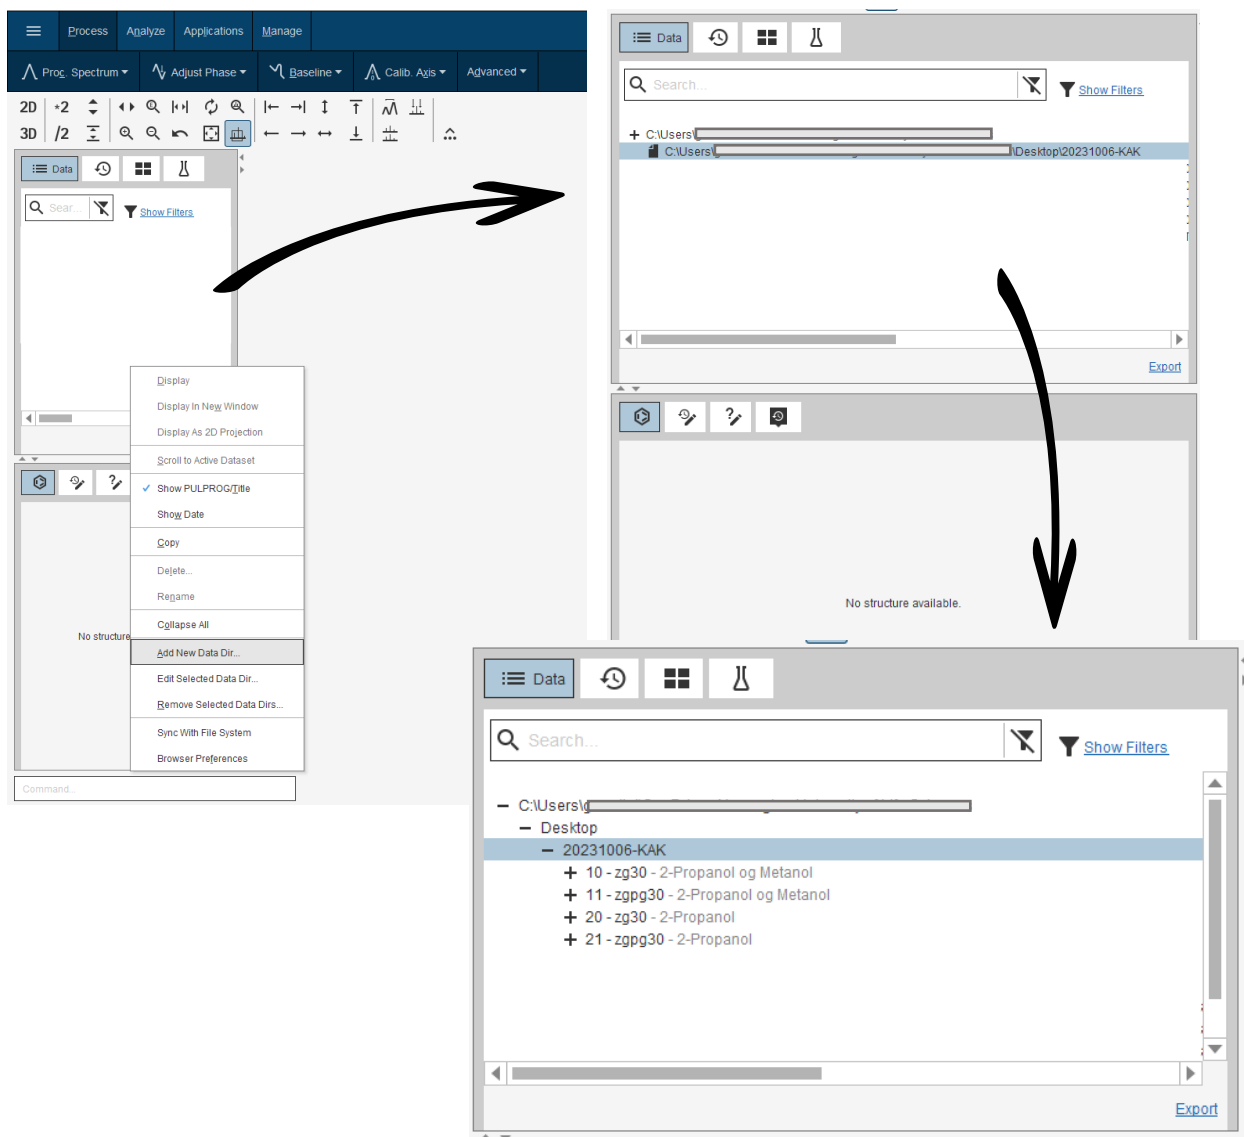 Process Analyze Applications Manage
Proc. Spectrum Adjust Phase Baseline Calib. Axis Advanced
2D *2
3D /2
Data
Sear... Show Filters
Display
Display In New Window
Display As 2D Projection
Scroll to Active Dataset
Show PULPROG/Title
Show Date
Copy
Delete...
Rename
Collapse All
No structure
Add New Data Dir...
Edit Selected Data Dir...
Remove Selected Data Dirs...
Sync With File System
Browser Preferences
Command...
Data
Search... Show Filters
C:\Users\
C:\Users\ \Desktop\20231006-KAK
Export
No structure available.
Data
Search... Show Filters
C:\Users\g
Desktop
20231006-KAK
10 - zg30 - 2-Propanol og Metanol
11 - zgpg30 - 2-Propanol og Metanol
20 - zg30 - 2-Propanol
21 - zgpg30 - 2-Propanol
Export